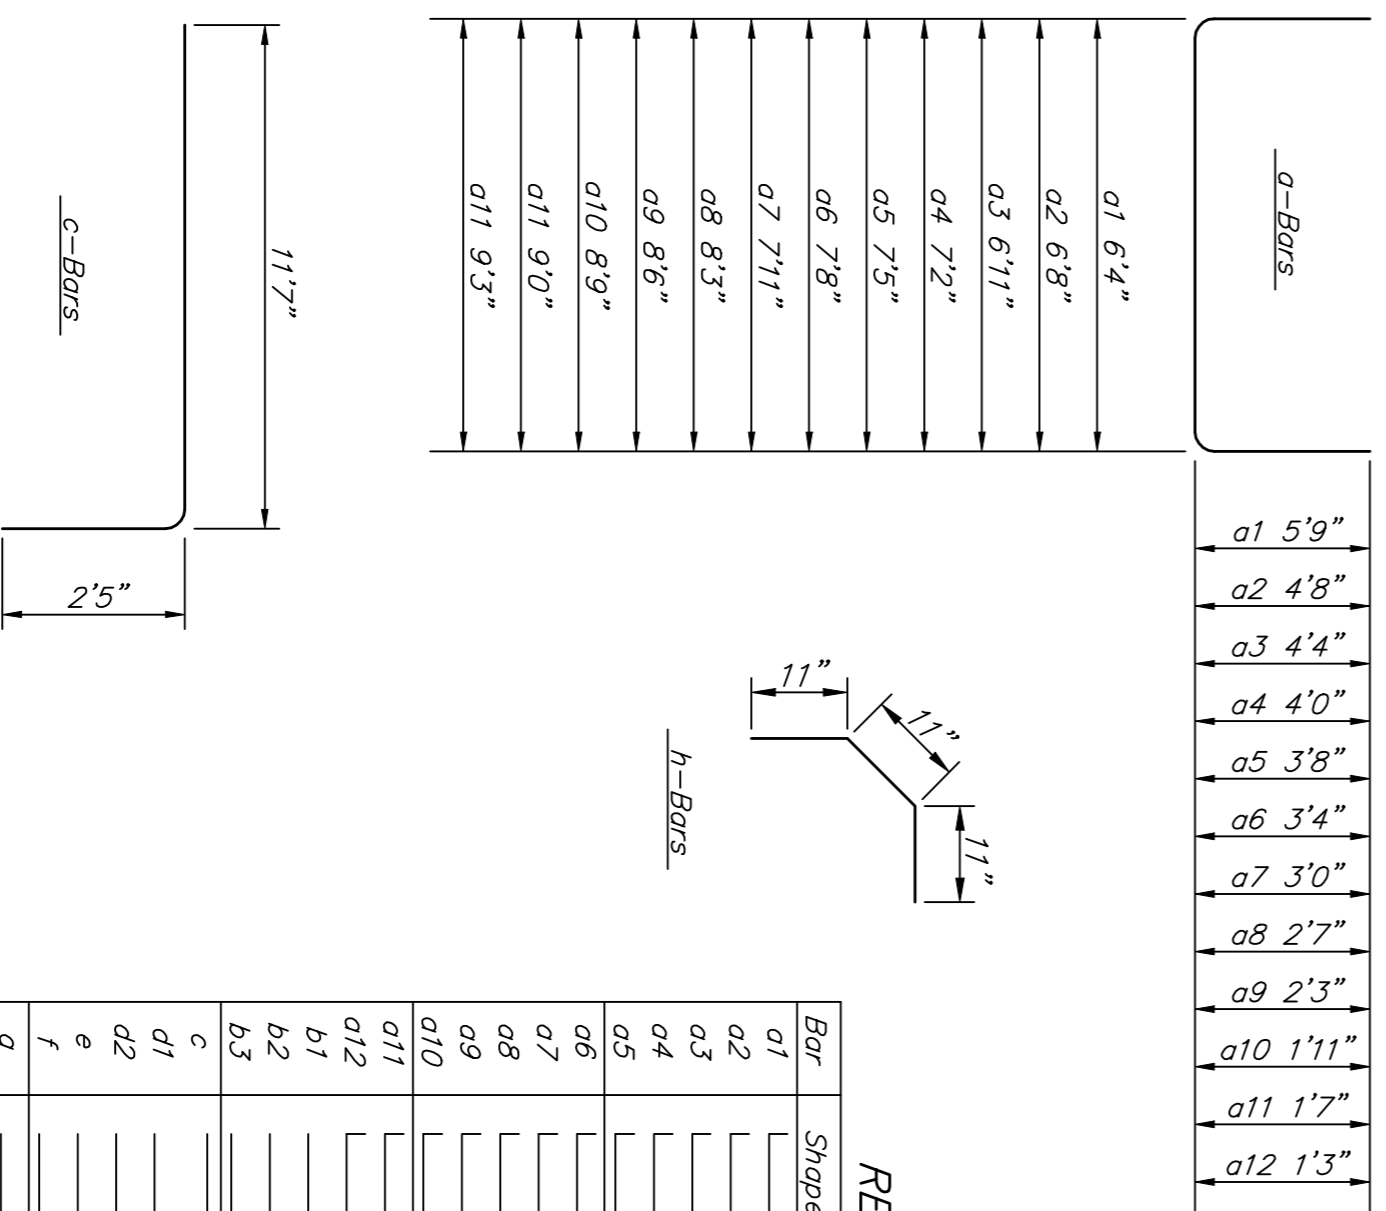 a-Bars
a1 6'4"
a2 6'8"
a3 6'11"
a4 7'2"
a5 7'5"
a6 7'8"
a7 7'11"
a8 8'3"
a9 8'6"
a10 8'9"
a11 9'0"
a11 9'3"
a1 5'9"
a2 4'8"
a3 4'4"
a4 4'0"
a5 3'8"
a6 3'4"
a7 3'0"
a8 2'7"
a9 2'3"
a10 1'11"
a11 1'7"
a12 1'3"
11'7"
c-Bars
2'5"
11"
11"
11"
h-Bars
RE
Bar Shape
a1
a2
a3
a4
a5
a6
a7
a8
a9
a10
a11
a12
b1
b2
b3
c
d1
d2
e
f